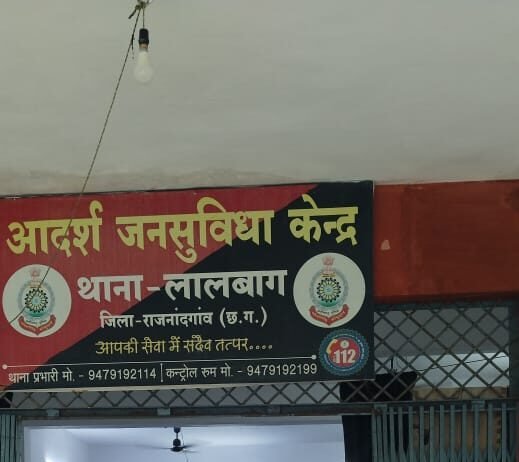 आदर्श जनसुविधा केन्द्र
थाना - लालबाग
जिला-राजनांदगांव (छ.ग.)
आपकी सेवा में सदैव तत्पर....
112
थाना प्रभारी मो. - 9479192114 | कन्ट्रोल रुम मो. - 9479192199